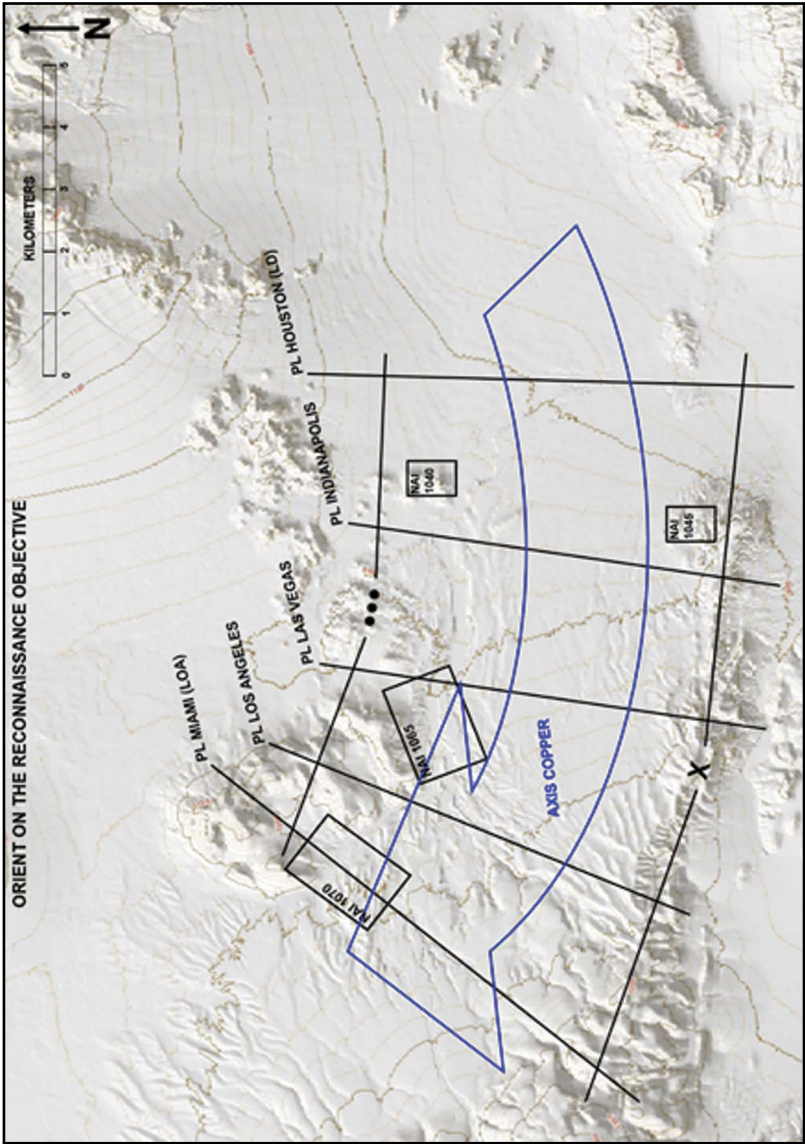 ORIENT ON THE RECONNAISSANCE OBJECTIVE
N
KILOMETERS
0 1 2 3 4 5
PL HOUSTON (LD)
PL INDIANAPOLIS
PL LAS VEGAS
PL LOS ANGELES
PL MIAMI (LOA)
NAI
1040
NAI
1045
NAI 1065
NAI 1070
AXIS COPPER
X